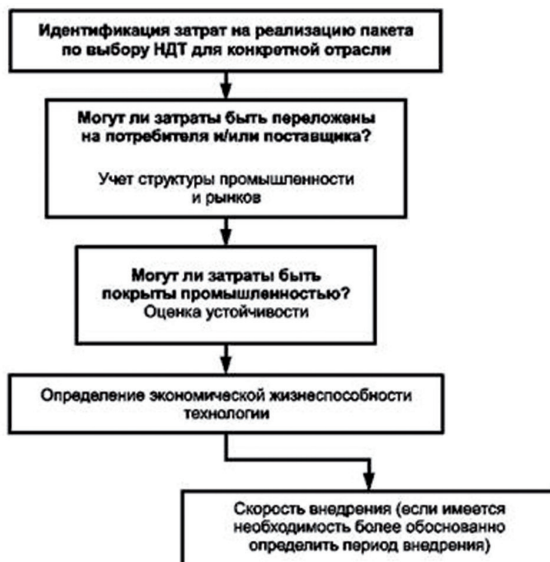 Идентификация затрат на реализацию пакета
по выбору НДТ для конкретной отрасли
Могут ли затраты быть переложены
на потребителя и/или поставщика?
Учет структуры промышленности
и рынков
Могут ли затраты быть
покрыты промышленностью?
Оценка устойчивости
Определение экономической жизнеспособности
технологии
Скорость внедрения (если имеется
необходимость более обоснованно
определить период внедрения)